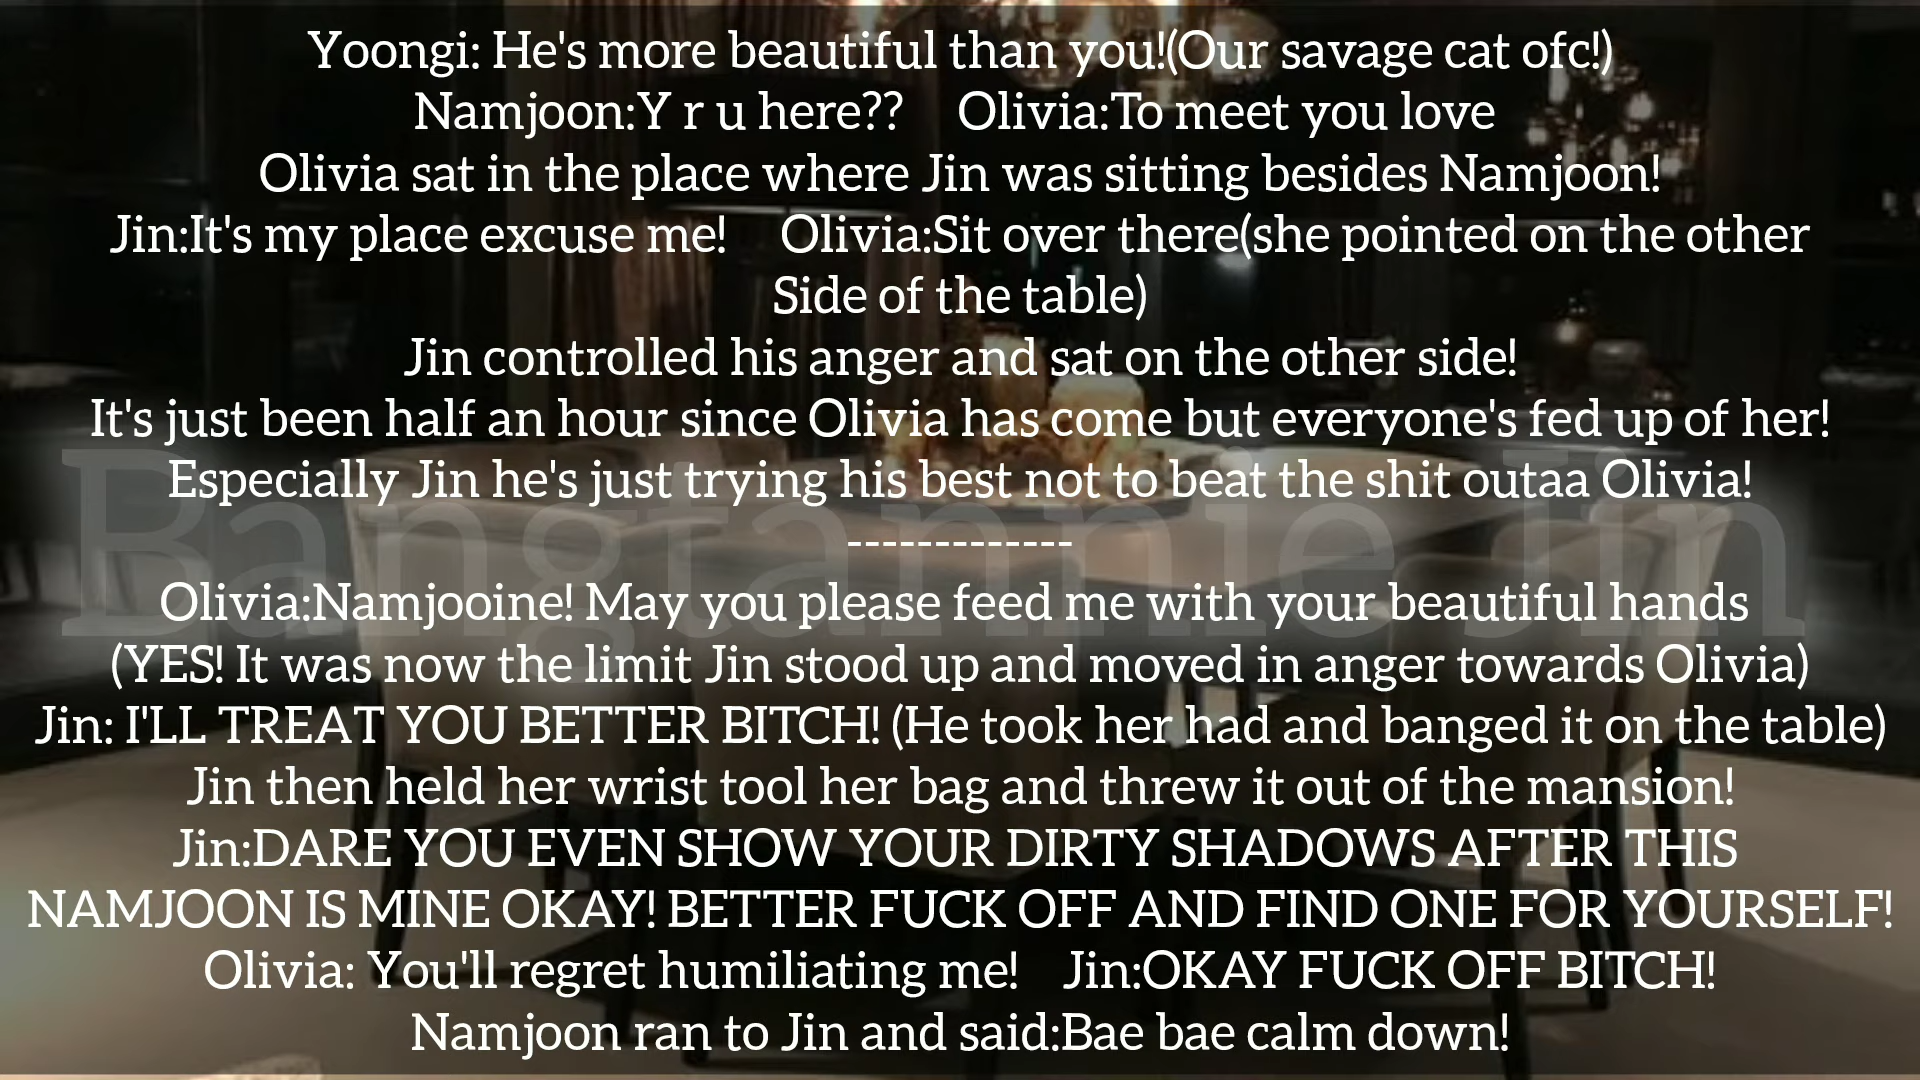 Yoongi: He's more beautiful than you!(Our savage cat ofc!)
Namjoon:Y r u here??    Olivia:To meet you love
Olivia sat in the place where Jin was sitting besides Namjoon!
Jin:It's my place excuse me!    Olivia:Sit over there(she pointed on the other
Side of the table)
Jin controlled his anger and sat on the other side!
It's just been half an hour since Olivia has come but everyone's fed up of her!
Especially Jin he's just trying his best not to beat the shit outaa Olivia!
-------------
Bangtannie Jin
Olivia:Namjooine! May you please feed me with your beautiful hands
(YES! It was now the limit Jin stood up and moved in anger towards Olivia)
Jin: I'LL TREAT YOU BETTER BITCH! (He took her had and banged it on the table)
Jin then held her wrist tool her bag and threw it out of the mansion!
Jin:DARE YOU EVEN SHOW YOUR DIRTY SHADOWS AFTER THIS
NAMJOON IS MINE OKAY! BETTER FUCK OFF AND FIND ONE FOR YOURSELF!
Olivia: You'll regret humiliating me!    Jin:OKAY FUCK OFF BITCH!
Namjoon ran to Jin and said:Bae bae calm down!